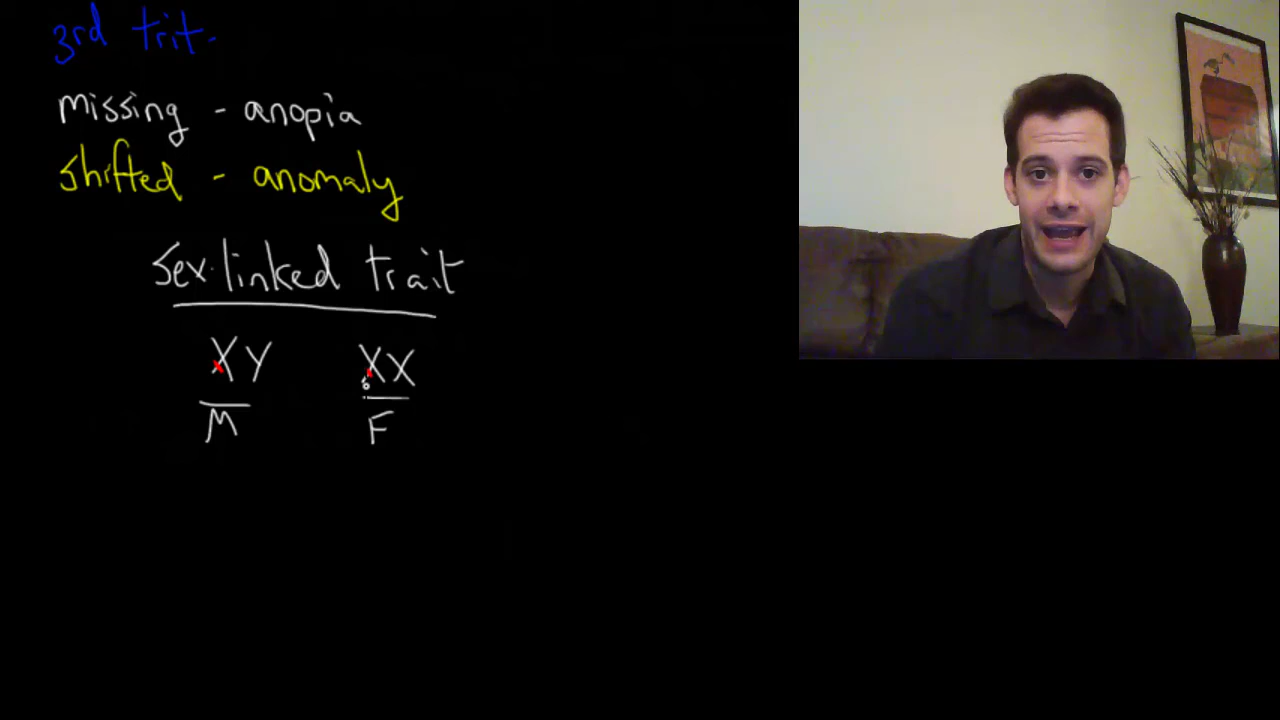 3rd trit-
missing - anopia
shifted - anomaly
sex-linked trait
XY XX
M F